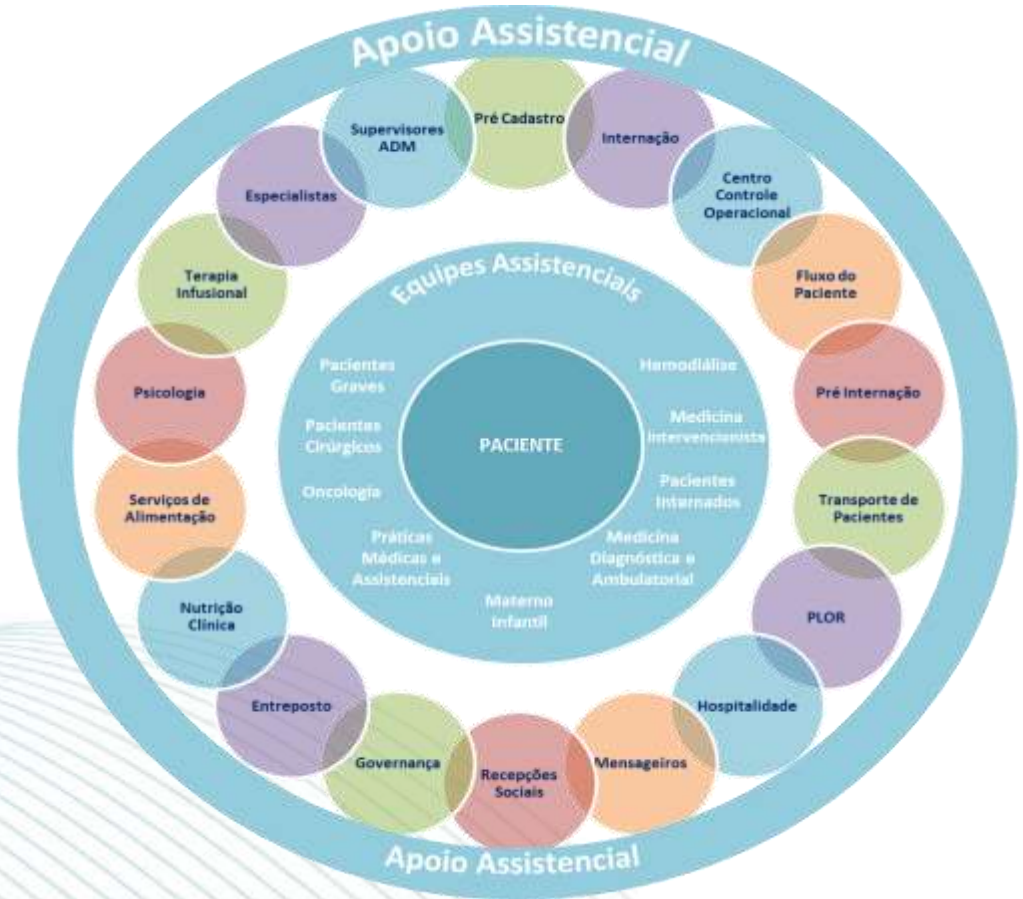 Apoio Assistencial
Pré Cadastro
Internação
Centro
Controle
Operacional
Fluxo do
Paciente
Pré Internação
Transporte de
Pacientes
PLOR
Hospitalidade
Mensageiros
Recepções
Sociais
Governança
Entreposto
Nutrição
Clínica
Serviços de
Alimentação
Psicologia
Terapia
Infusional
Especialistas
Supervisores
ADM
Equipes Assistenciais
Hemodiálise
Medicina
Intervencionista
Pacientes
Internados
Medicina
Diagnóstica e
Ambulatorial
Materno
Infantil
Práticas
Médicas e
Assistenciais
Oncologia
Pacientes
Cirúrgicos
Pacientes
Graves
PACIENTE
Apoio Assistencial